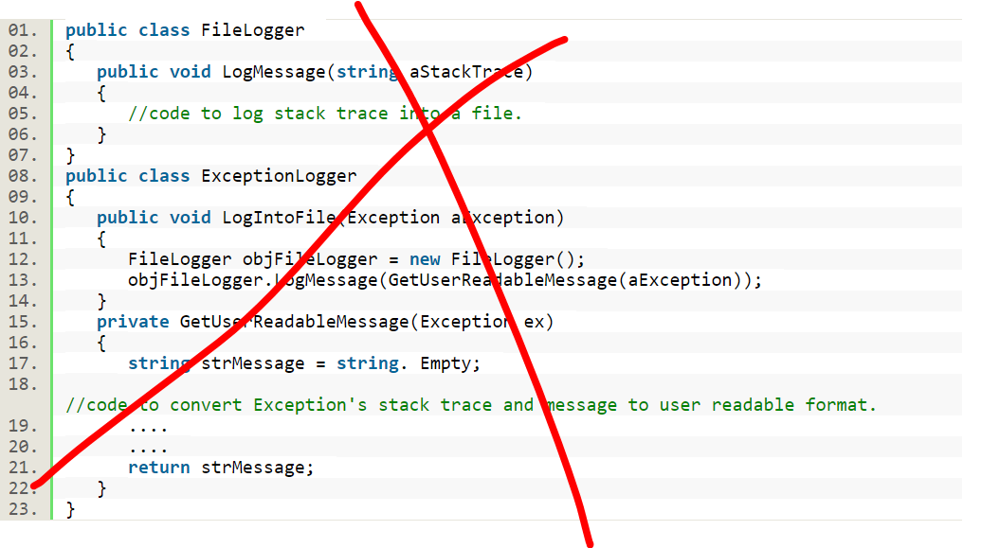 01. public class FileLogger
02. {
03. public void LogMessage(string aStackTrace)
04. {
05. //code to log stack trace into a file.
06. }
07. }
08. public class ExceptionLogger
09. {
10. public void LogIntoFile(Exception aException)
11. {
12. FileLogger objFileLogger = new FileLogger();
13. objFileLogger.LogMessage(GetUserReadableMessage(aException));
14. }
15. private GetUserReadableMessage(Exception ex)
16. {
17. string strMessage = string. Empty;
18.
//code to convert Exception's stack trace and message to user readable format.
19. ....
20. ....
21. return strMessage;
22. }
23. }